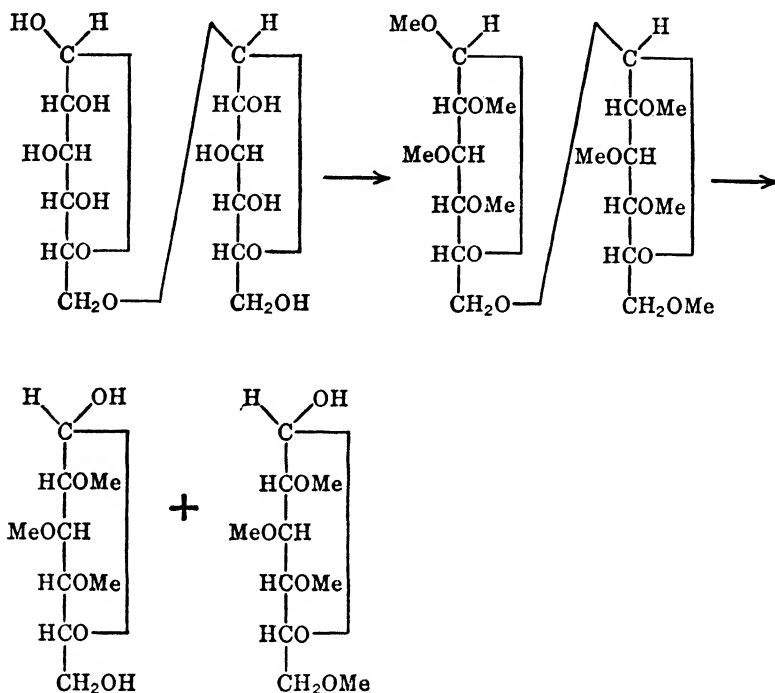 HO H H MeO H H
C C C C
HCOH HCOH HCOMe HCOMe
HOCH HOCH MeOCH MeOCH
HCOH HCOH HCOMe HCOMe
HCO HCO HCO HCO
CH₂O CH₂OH CH₂O CH₂OMe
H OH H OH
C C
HCOMe HCOMe
MeOCH + MeOCH
HCOMe HCOMe
HCO HCO
CH₂OH CH₂OMe